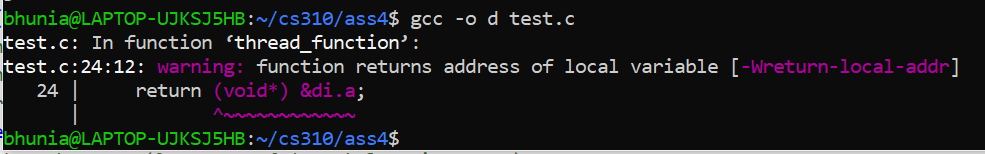 bhunia@LAPTOP-UJKSJ5HB:~/cs310/ass4$ gcc -o d test.c
test.c: In function ‘thread_function’:
test.c:24:12: warning: function returns address of local variable [-Wreturn-local-addr]
   24 |     return (void*) &di.a;
      |            ^~~~~~~~~~~~~
bhunia@LAPTOP-UJKSJ5HB:~/cs310/ass4$